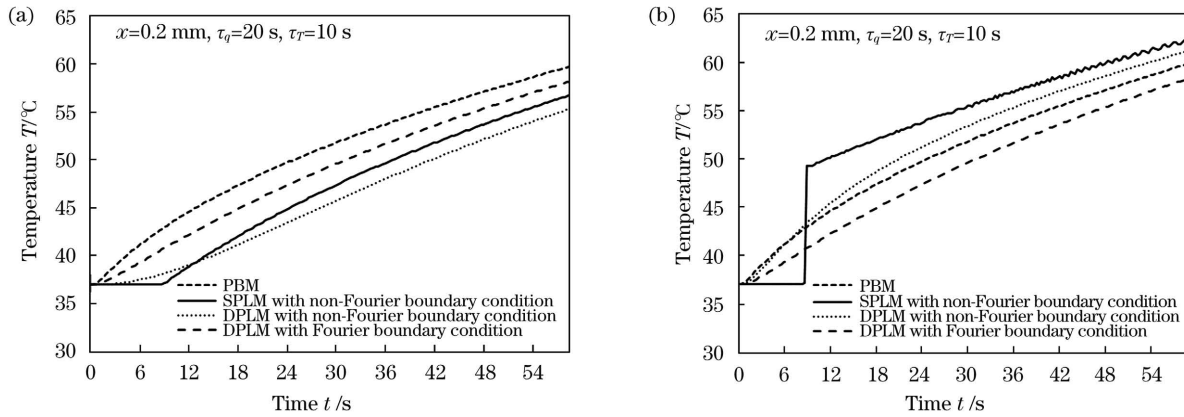 (a)
65
60
55
50
45
40
35
30
Temperature T/°C
x=0.2 mm, τq=20 s, τT=10 s
PBM
SPLM with non-Fourier boundary condition
DPLM with non-Fourier boundary condition
DPLM with Fourier boundary condition
0 6 12 18 24 30 36 42 48 54
Time t /s
(b)
65
60
55
50
45
40
35
30
Temperature T/°C
x=0.2 mm, τq=20 s, τT=10 s
PBM
SPLM with non-Fourier boundary condition
DPLM with non-Fourier boundary condition
DPLM with Fourier boundary condition
0 6 12 18 24 30 36 42 48 54
Time t /s